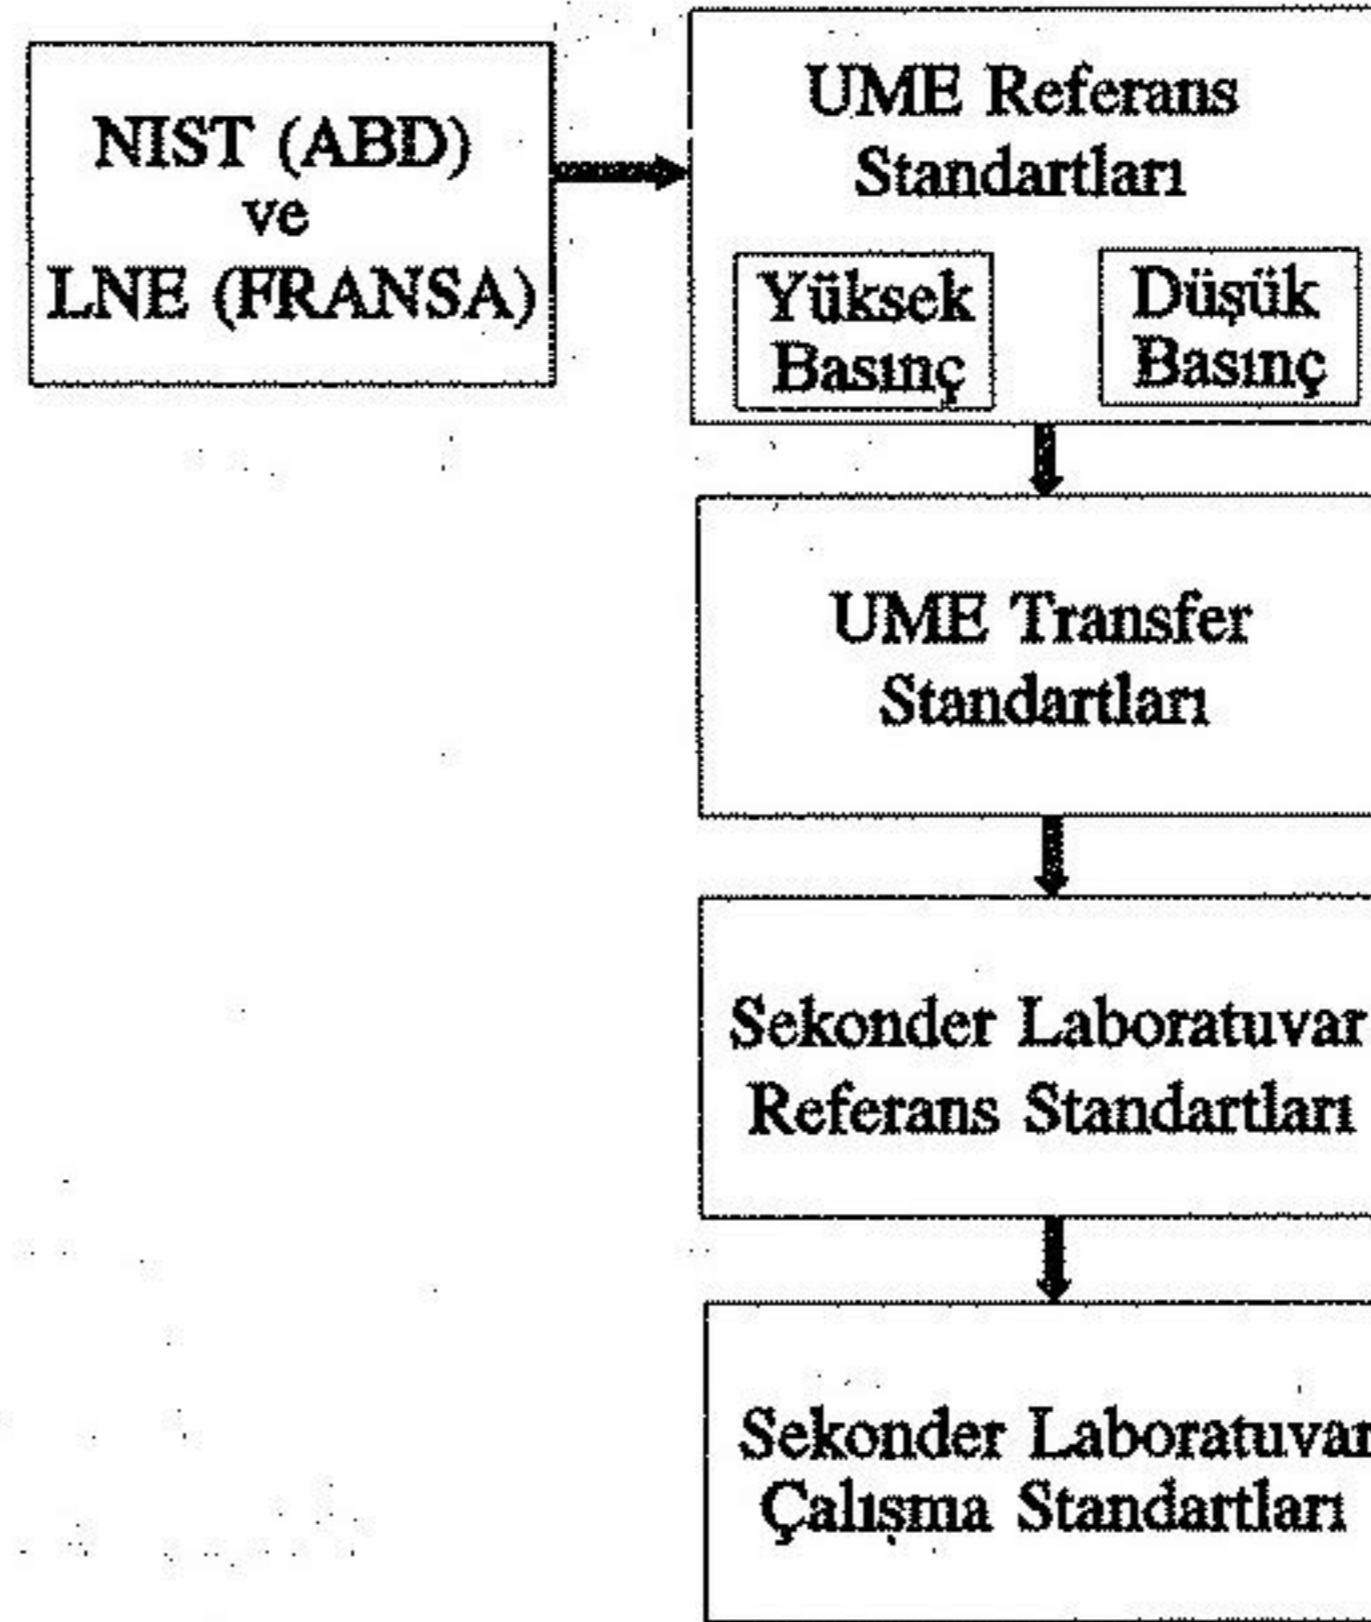 NIST (ABD)
ve
LNE (FRANSA)
UME Referans
Standartları
Yüksek
Basınç
Düşük
Basınç
UME Transfer
Standartları
Sekonder Laboratuvar
Referans Standartları
Sekonder Laboratuvar
Çalışma Standartları